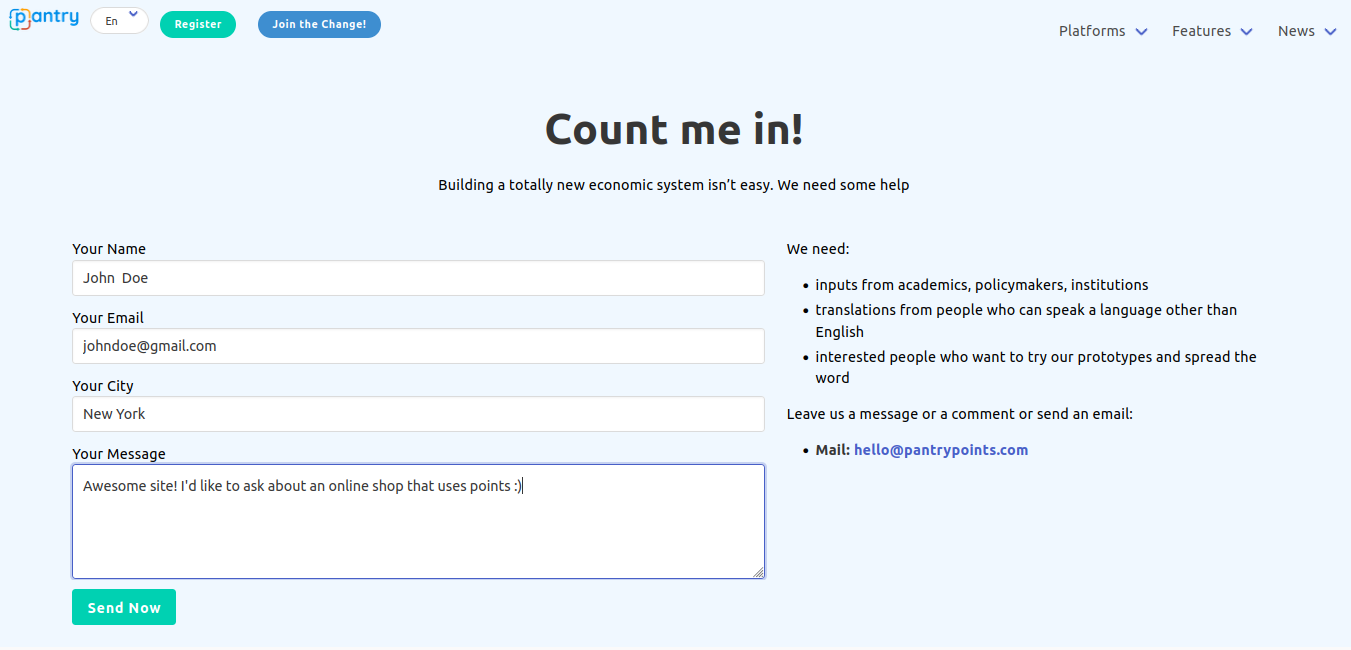 pantry
En
Register
Join the Change!
Platforms
Features
News
Count me in!
Building a totally new economic system isn’t easy. We need some help
Your Name
John  Doe
Your Email
johndoe@gmail.com
Your City
New York
Your Message
Awesome site! I'd like to ask about an online shop that uses points :)
Send Now
We need:
• inputs from academics, policymakers, institutions
• translations from people who can speak a language other than
English
• interested people who want to try our prototypes and spread the
word
Leave us a message or a comment or send an email:
• Mail: hello@pantrypoints.com